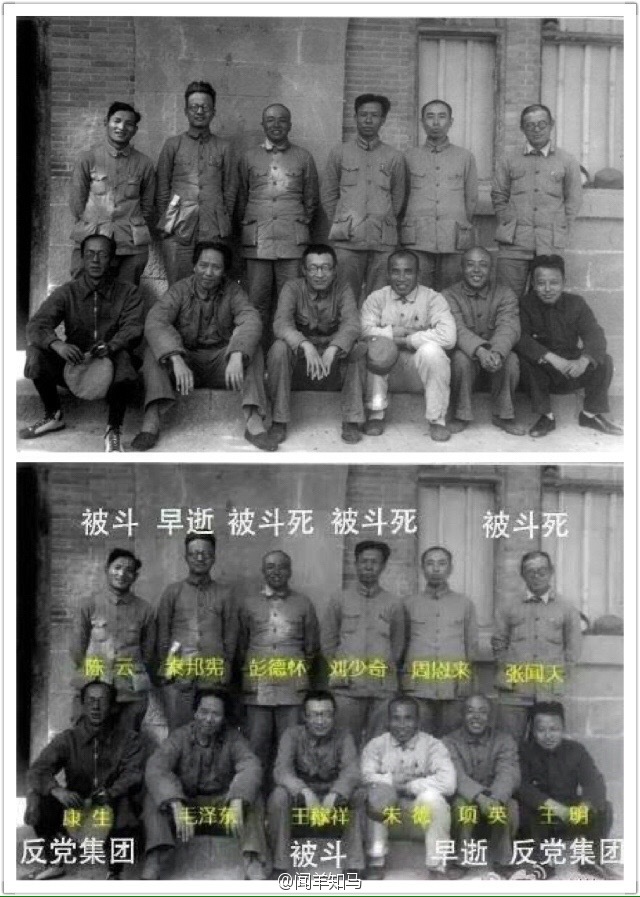 被斗 早逝 被斗死 被斗死 被斗死
陈云 秦邦宪 彭德怀 刘少奇 周恩来 张闻天
康生 毛泽东 王稼祥 朱德 项英 王明
反党集团 被斗 早逝 反党集团
@闻羊知马